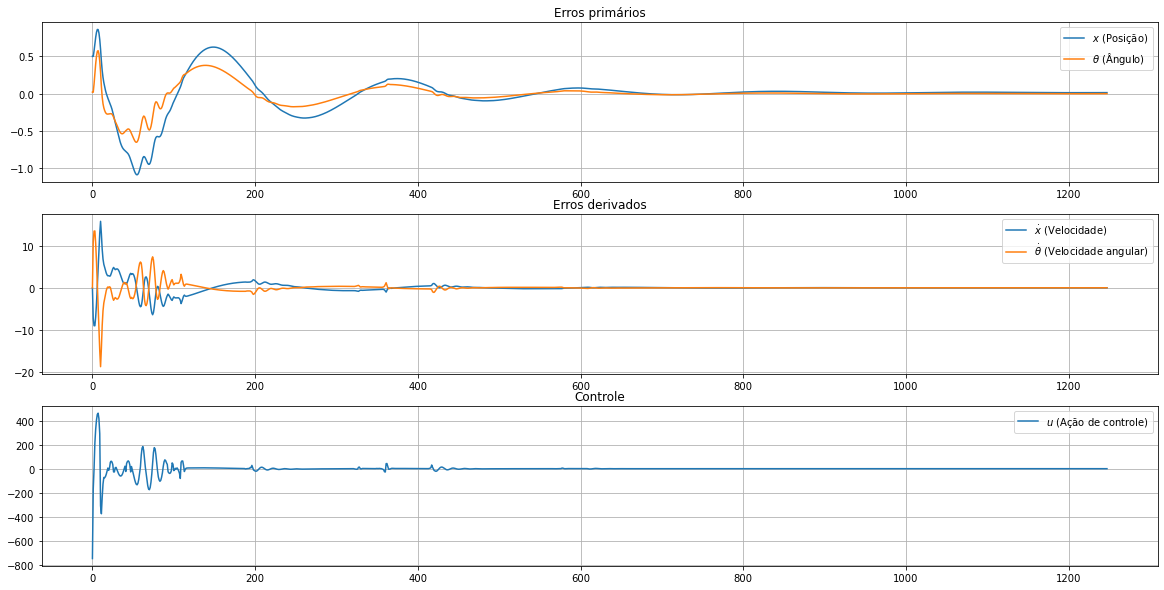 Erros primários
x (Posição)
θ (Ângulo)
0.5
0.0
−0.5
−1.0
0 200 400 600 800 1000 1200
Erros derivados
ẋ (Velocidade)
θ̇ (Velocidade angular)
10
0
−10
−20
0 200 400 600 800 1000 1200
Controle
u (Ação de controle)
400
200
0
−200
−400
−600
−800
0 200 400 600 800 1000 1200